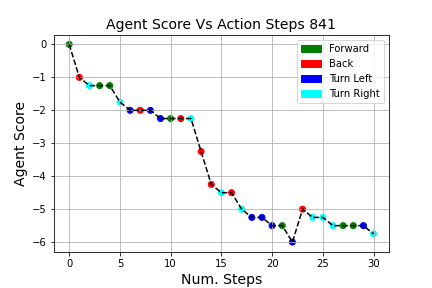 Agent Score Vs Action Steps 841
Forward
Back
Turn Left
Turn Right
Agent Score
0
−1
−2
−3
−4
−5
−6
0
5
10
15
20
25
30
Num. Steps